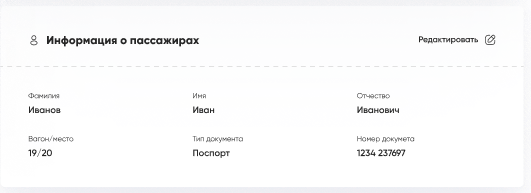 Информация о пассажирах
Редактировать
Фамилия
Имя
Отчество
Иванов
Иван
Иванович
Вагон/место
Тип документа
Номер докумета
19/20
Поспорт
1234 237697